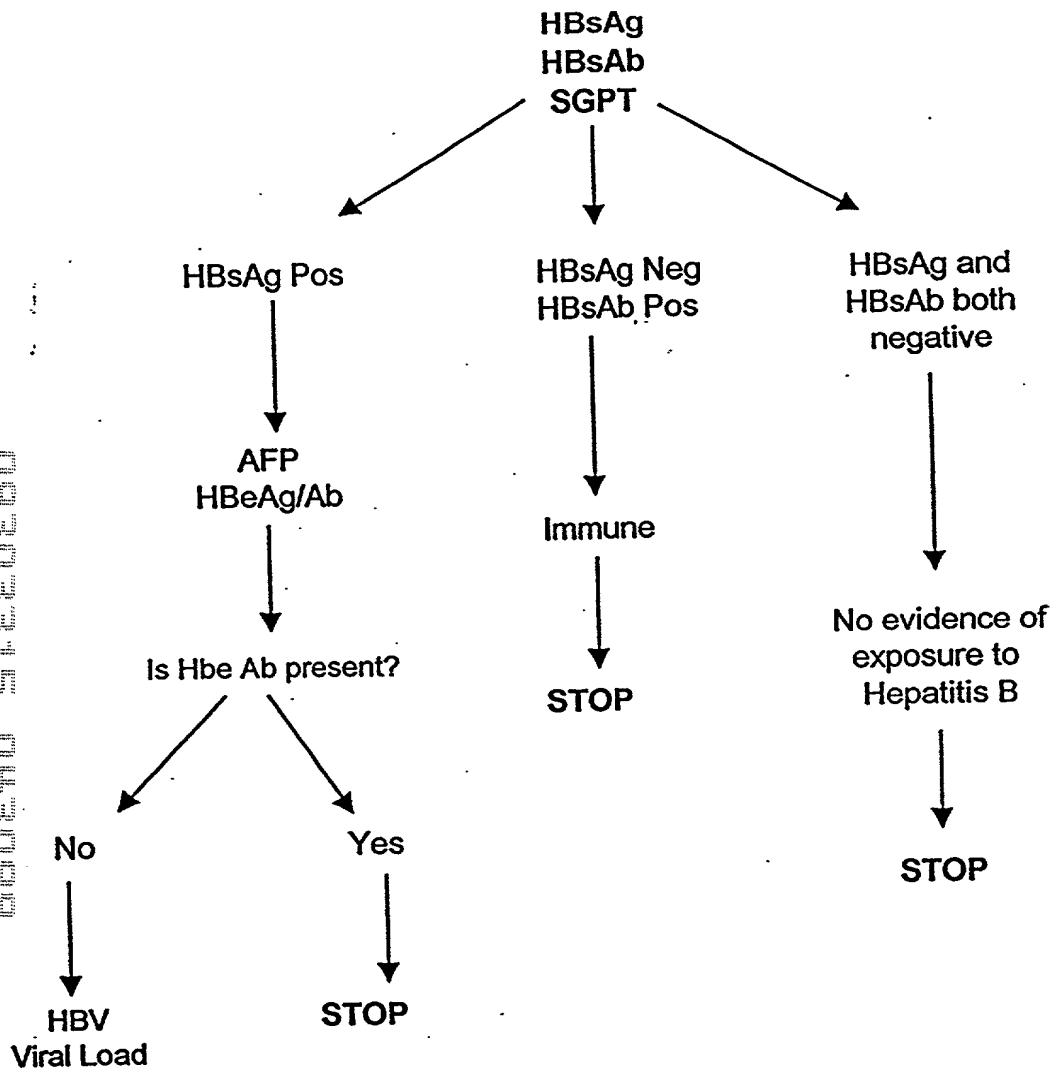 HBsAg
HBsAb
SGPT
HBsAg Pos
HBsAg Neg
HBsAb Pos
HBsAg and
HBsAb both
negative
AFP
HBeAg/Ab
Immune
No evidence of
exposure to
Hepatitis B
Is Hbe Ab present?
STOP
No
Yes
STOP
HBV
Viral Load
STOP